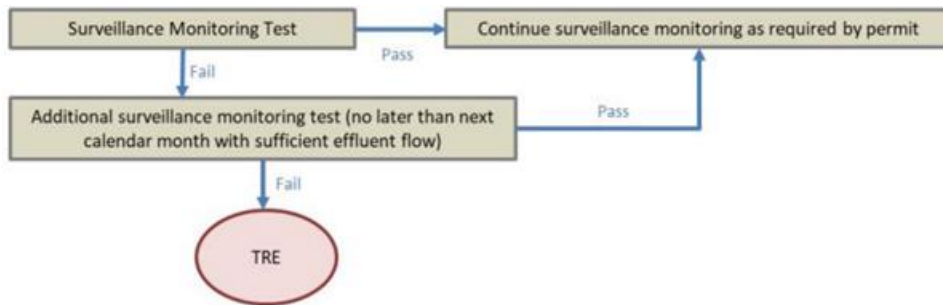 Surveillance Monitoring Test
Continue surveillance monitoring as required by permit
Pass
Fail
Additional surveillance monitoring test (no later than next
calendar month with sufficient effluent flow)
Pass
Fail
TRE